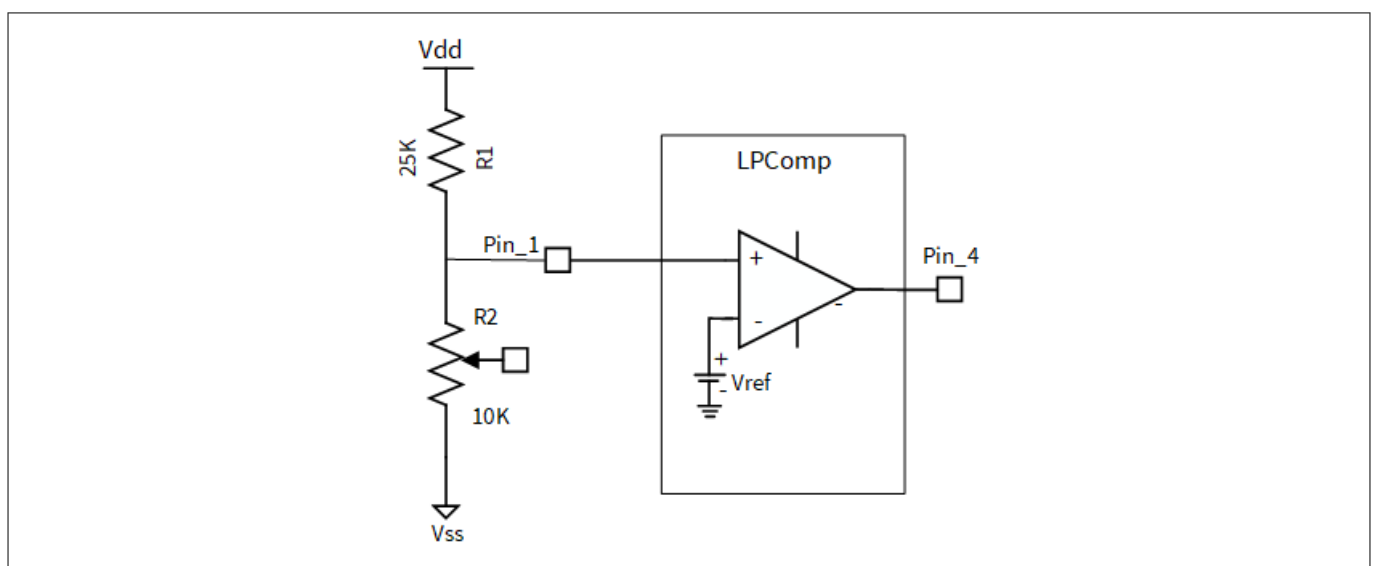 Vdd
25K
R1
LPComp
Pin_1
+
Pin_4
-
-
R2
+
Vref
-
10K
Vss